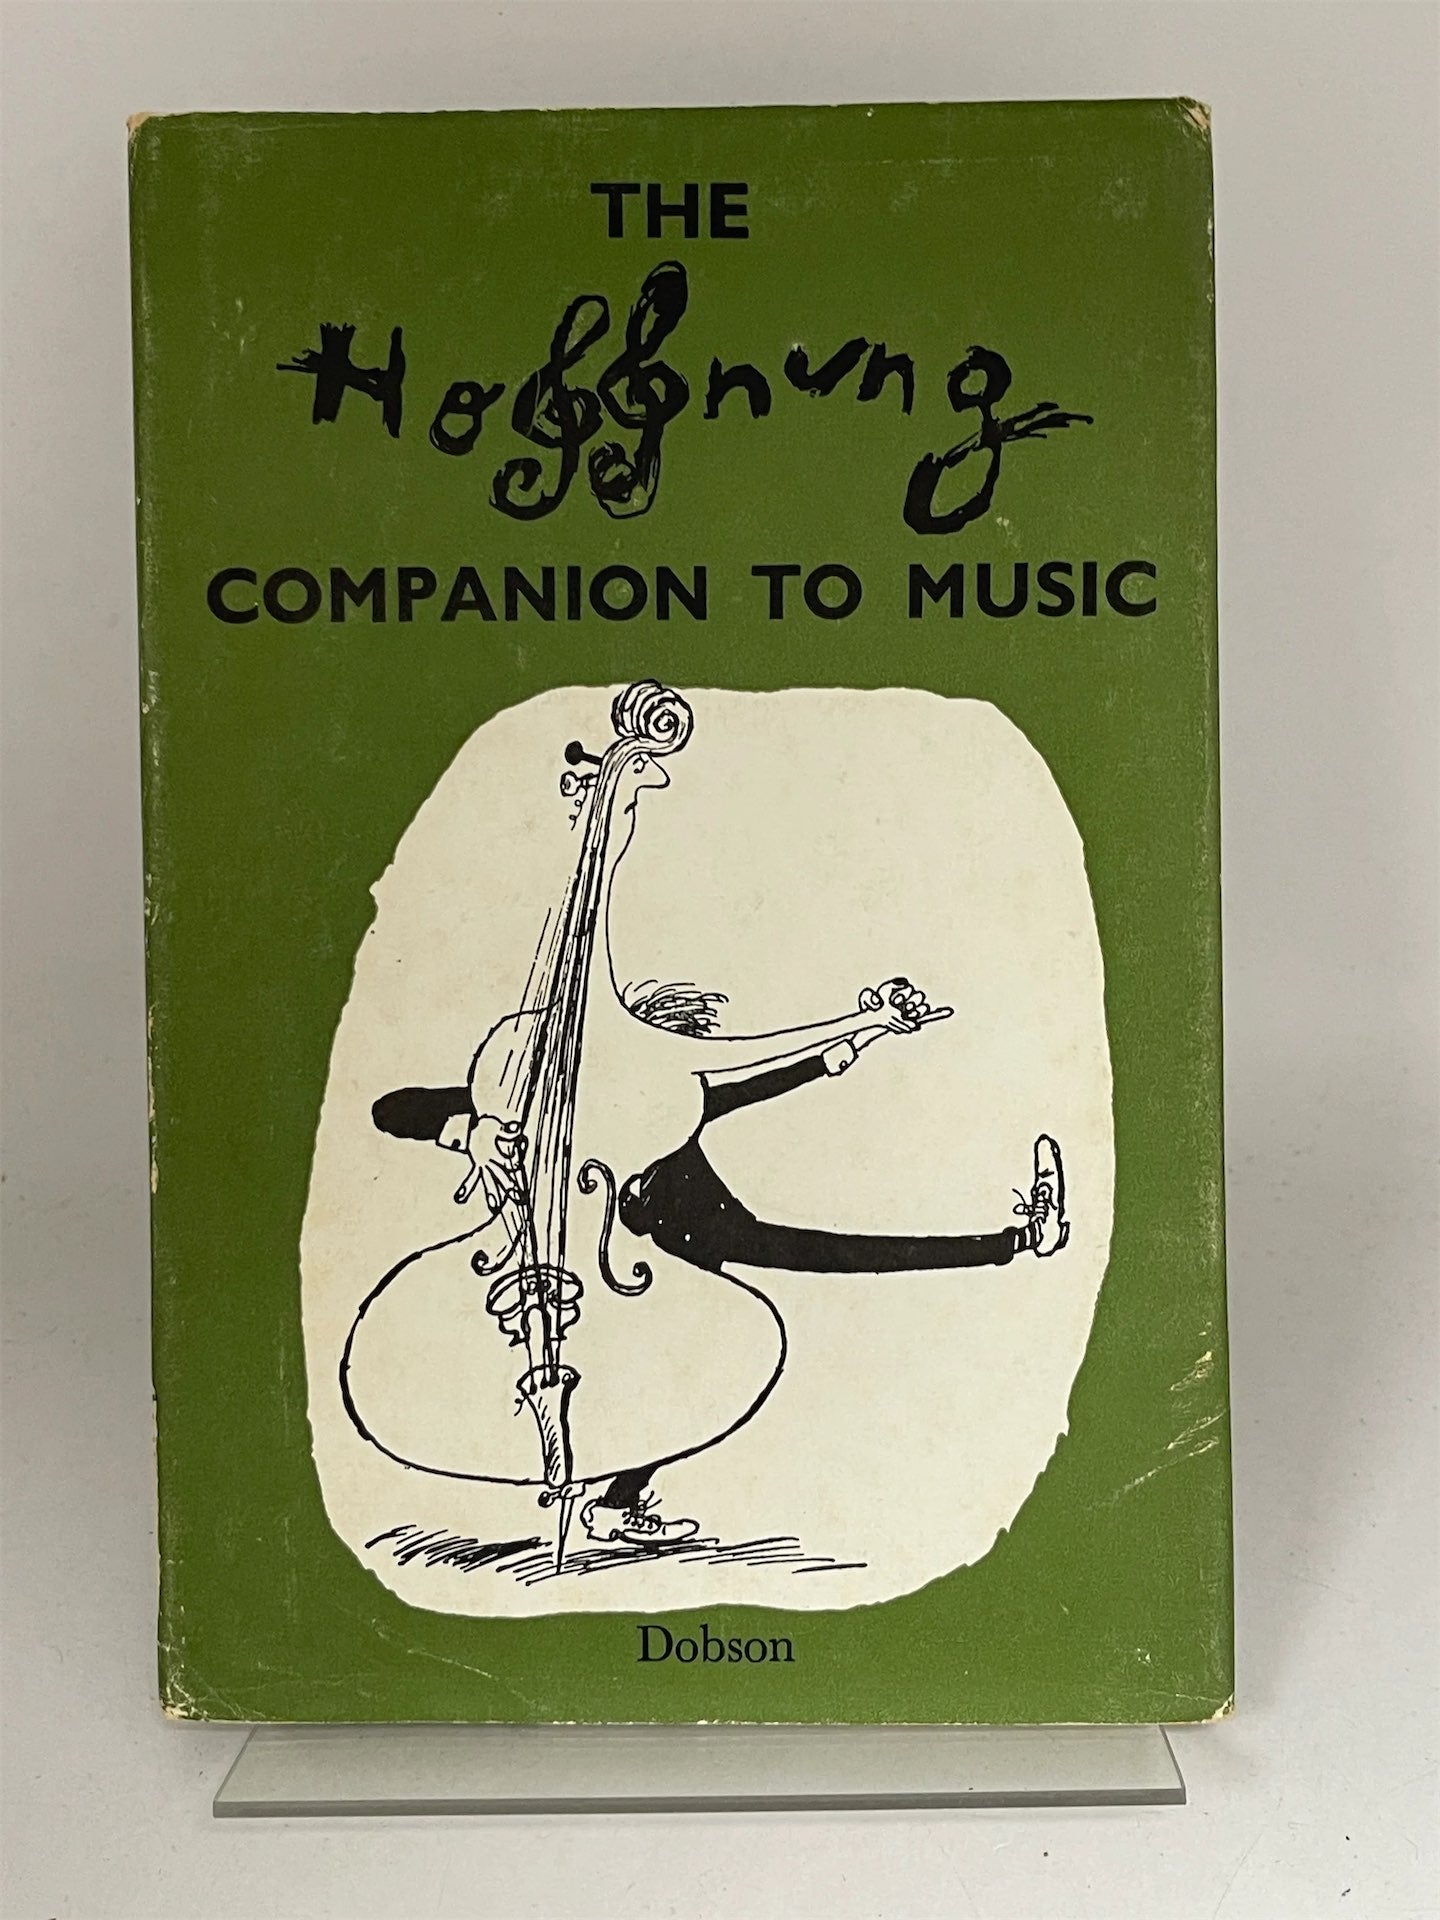 THE
Hoffnung
COMPANION TO MUSIC
Dobson